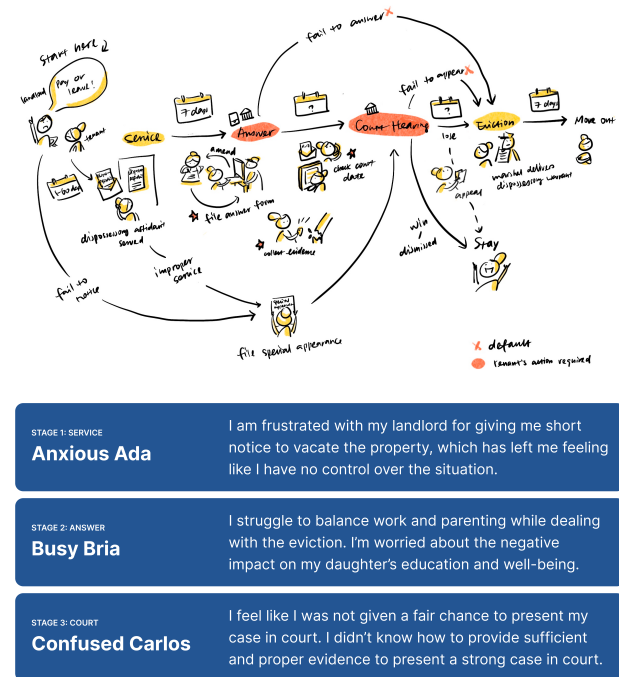 start here
landlord
pay or
leave!
tenant
1-60 days
service
7 days
Answer
?
Court Hearing
?
Eviction
7 days
Move out
fail to answer x
fail to appear x
lose
appeal
marshal delivers
dispossessory warrant
Stay
win
/
dismissed
dispossessory affidavit
served
amend
file answer form
check court
date
collect evidence
fail to
notice
improper
service
file special appearance
x default
tenant's action required
STAGE 1: SERVICE
Anxious Ada
I am frustrated with my landlord for giving me short
notice to vacate the property, which has left me feeling
like I have no control over the situation.
STAGE 2: ANSWER
Busy Bria
I struggle to balance work and parenting while dealing
with the eviction. I’m worried about the negative
impact on my daughter’s education and well-being.
STAGE 3: COURT
Confused Carlos
I feel like I was not given a fair chance to present my
case in court. I didn’t know how to provide sufficient
and proper evidence to present a strong case in court.